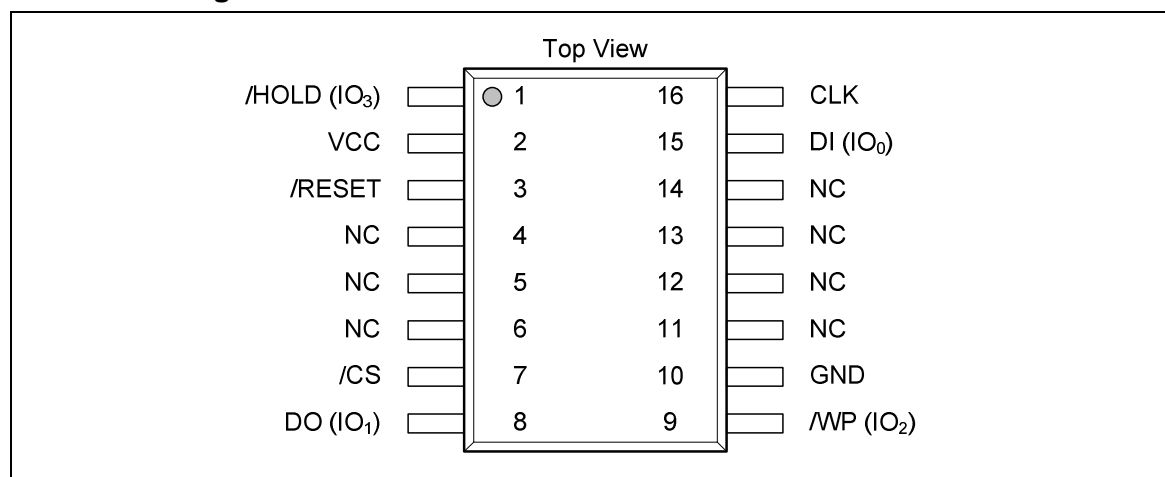 Top View
/HOLD (IO₃) 1 16 CLK
VCC 2 15 DI (IO₀)
/RESET 3 14 NC
NC 4 13 NC
NC 5 12 NC
NC 6 11 NC
/CS 7 10 GND
DO (IO₁) 8 9 /WP (IO₂)